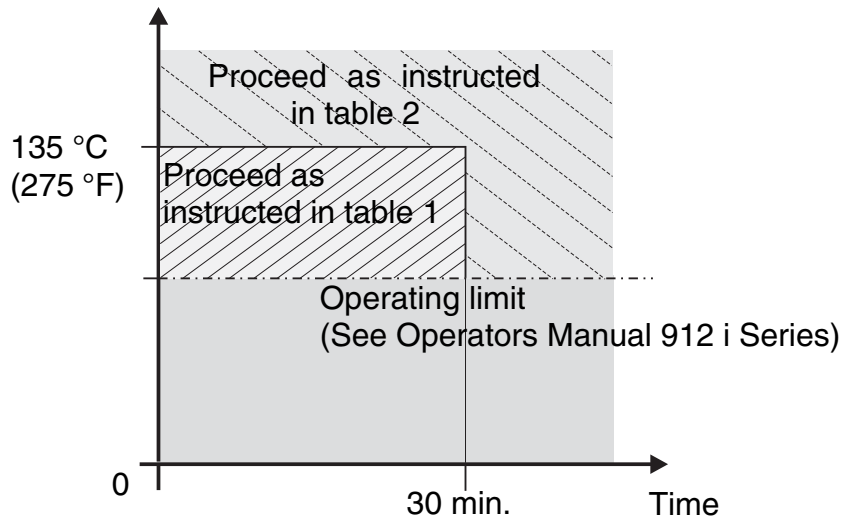 Proceed as instructed
in table 2
135 °C
(275 °F)
Proceed as
instructed in table 1
Operating limit
(See Operators Manual 912 i Series)
0
30 min.
Time